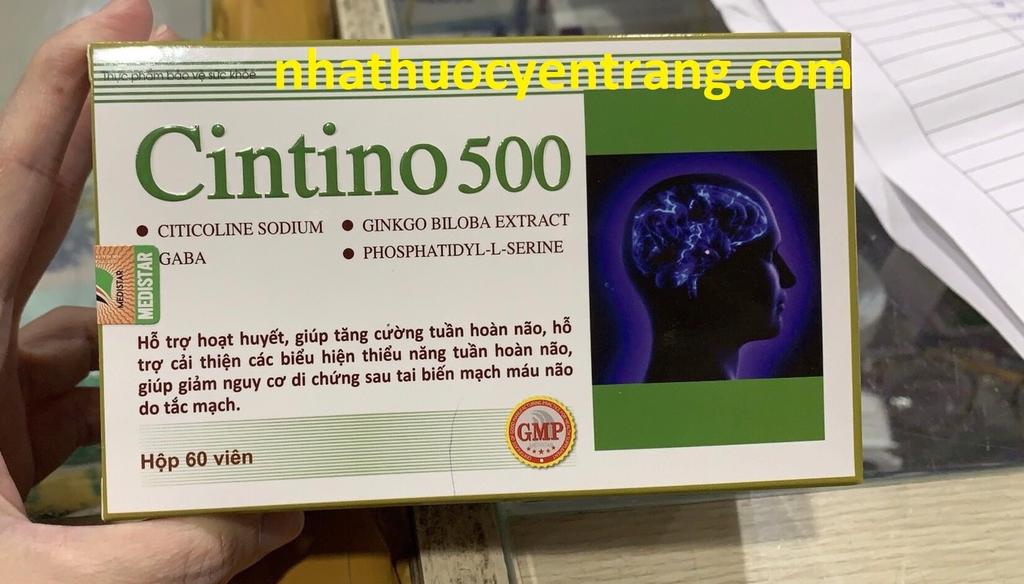 thực phẩm bảo vệ sức khỏe
nhathuocyentrang.com
Cintino 500
CITICOLINE SODIUM
GINKGO BILOBA EXTRACT
GABA
PHOSPHATIDYL-L-SERINE
MEDISTAR
MEDISTAR
Hỗ trợ hoạt huyết, giúp tăng cường tuần hoàn não, hỗ
trợ cải thiện các biểu hiện thiểu năng tuần hoàn não,
giúp giảm nguy cơ di chứng sau tai biến mạch máu não
do tắc mạch.
GMP
Hộp 60 viên